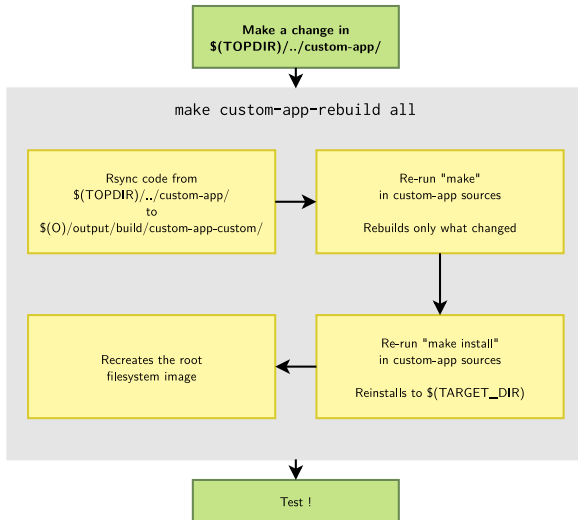 Make a change in
$(TOPDIR)/../custom-app/
make custom-app-rebuild all
Rsync code from
$(TOPDIR)/../custom-app/
to
$(O)/output/build/custom-app-custom/
Re-run "make"
in custom-app sources
Rebuilds only what changed
Re-run "make install"
in custom-app sources
Reinstalls to $(TARGET_DIR)
Recreates the root
filesystem image
Test !